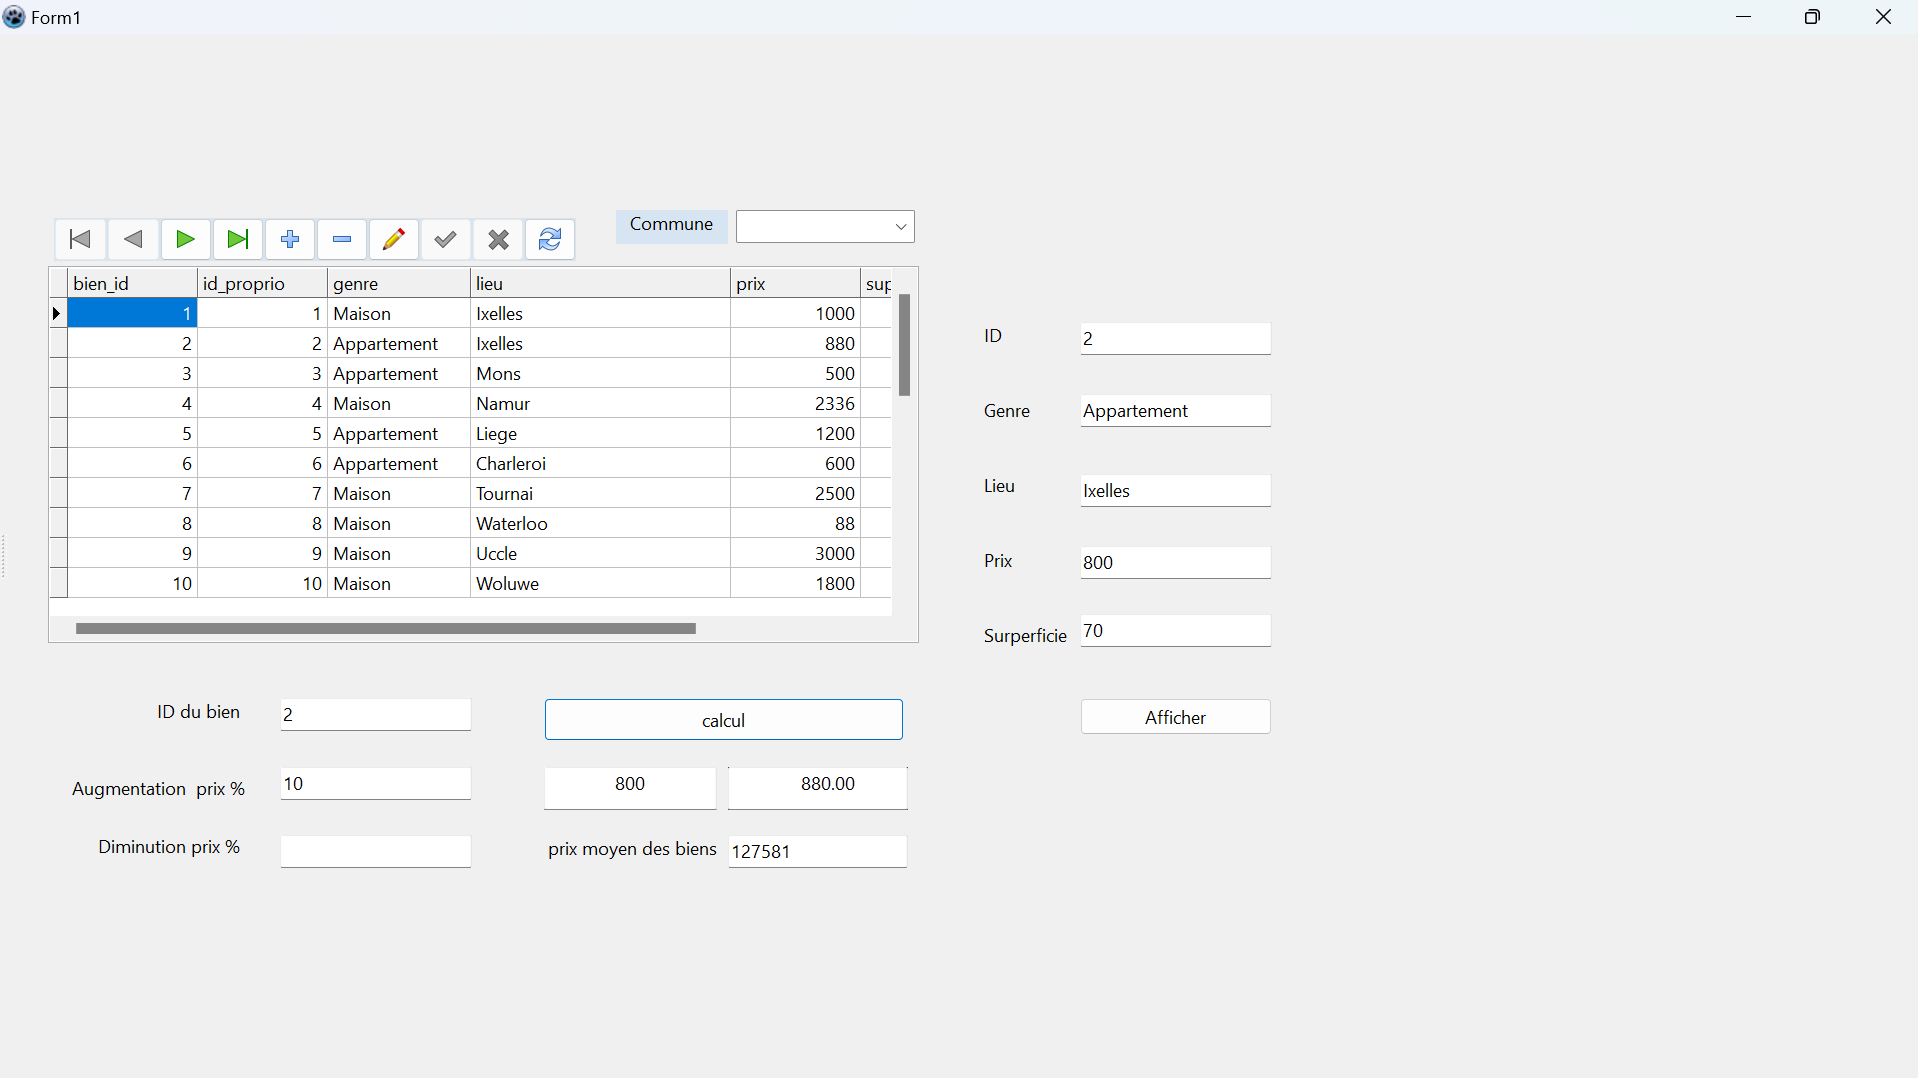 Form1
Commune
bien_id id_proprio genre lieu prix sup
1 1 Maison Ixelles 1000
2 2 Appartement Ixelles 880
3 3 Appartement Mons 500
4 4 Maison Namur 2336
5 5 Appartement Liege 1200
6 6 Appartement Charleroi 600
7 7 Maison Tournai 2500
8 8 Maison Waterloo 88
9 9 Maison Uccle 3000
10 10 Maison Woluwe 1800
ID 2
Genre Appartement
Lieu Ixelles
Prix 800
Surperficie 70
Afficher
ID du bien 2
calcul
Augmentation prix % 10
800 880.00
Diminution prix %
prix moyen des biens 127581